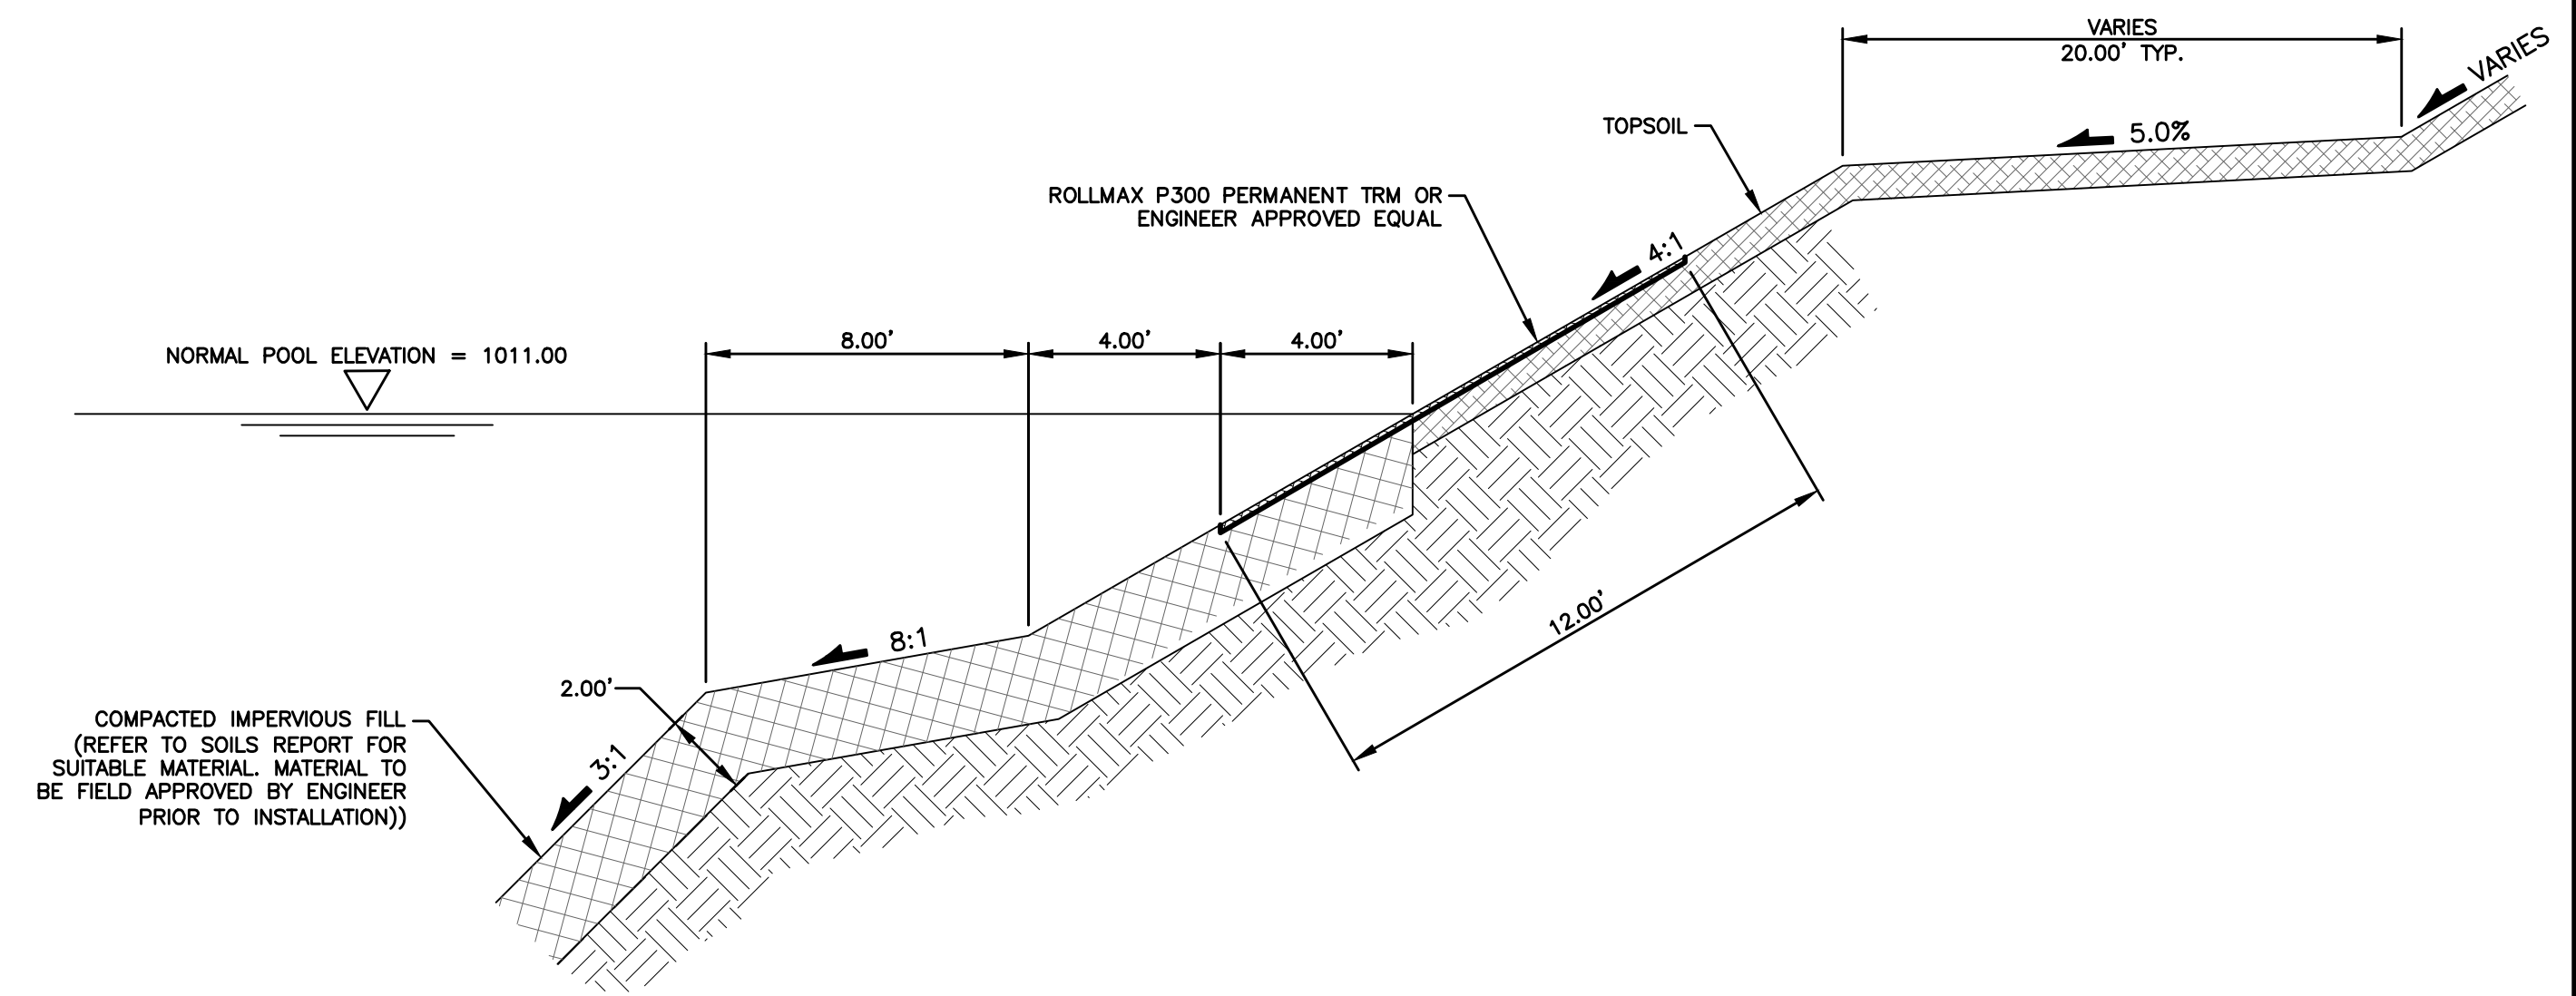 VARIES
20.00' TYP.
VARIES
5.0%
TOPSOIL
ROLLMAX P300 PERMANENT TRM OR
ENGINEER APPROVED EQUAL
4:1
8.00'
4.00'
4.00'
NORMAL POOL ELEVATION = 1011.00
12.00'
8:1
2.00'
COMPACTED IMPERVIOUS FILL
(REFER TO SOILS REPORT FOR
SUITABLE MATERIAL. MATERIAL TO
BE FIELD APPROVED BY ENGINEER
PRIOR TO INSTALLATION))
3:1